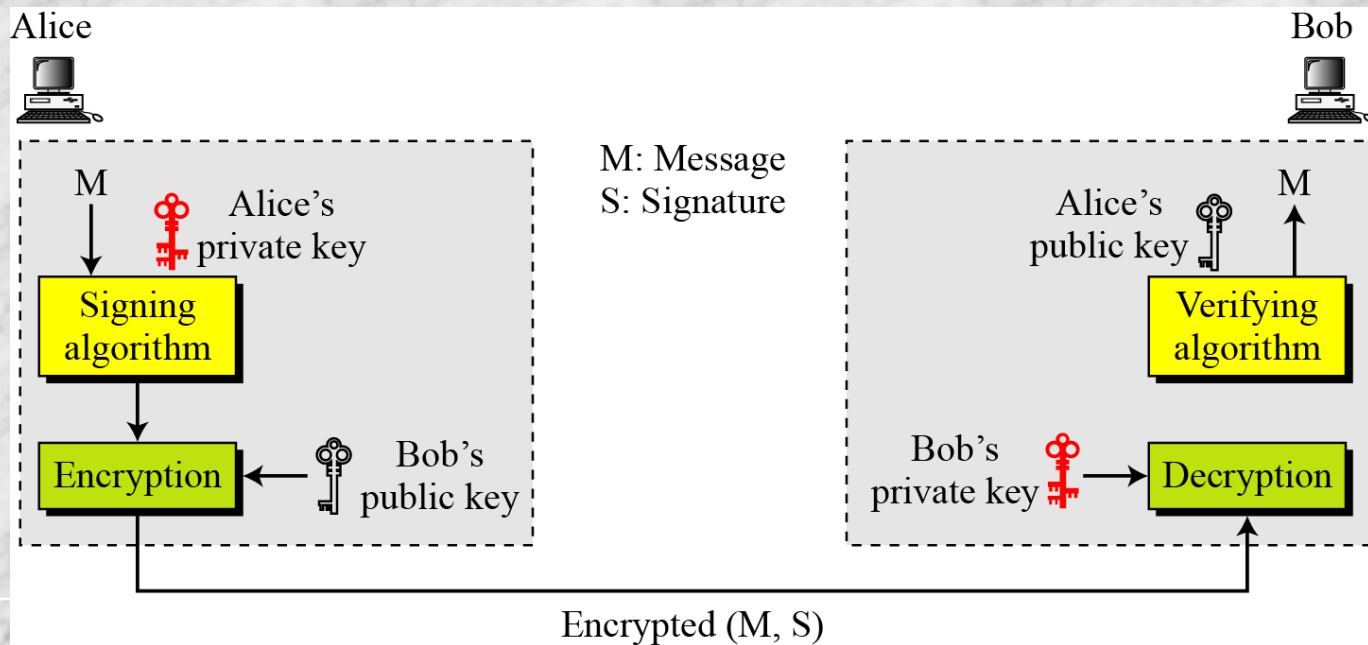 Alice
Bob
M: Message
S: Signature
M
Alice’s
private key
Signing
algorithm
Encryption
Bob’s
public key
Alice’s
public key
M
Verifying
algorithm
Bob’s
private key
Decryption
Encrypted (M, S)